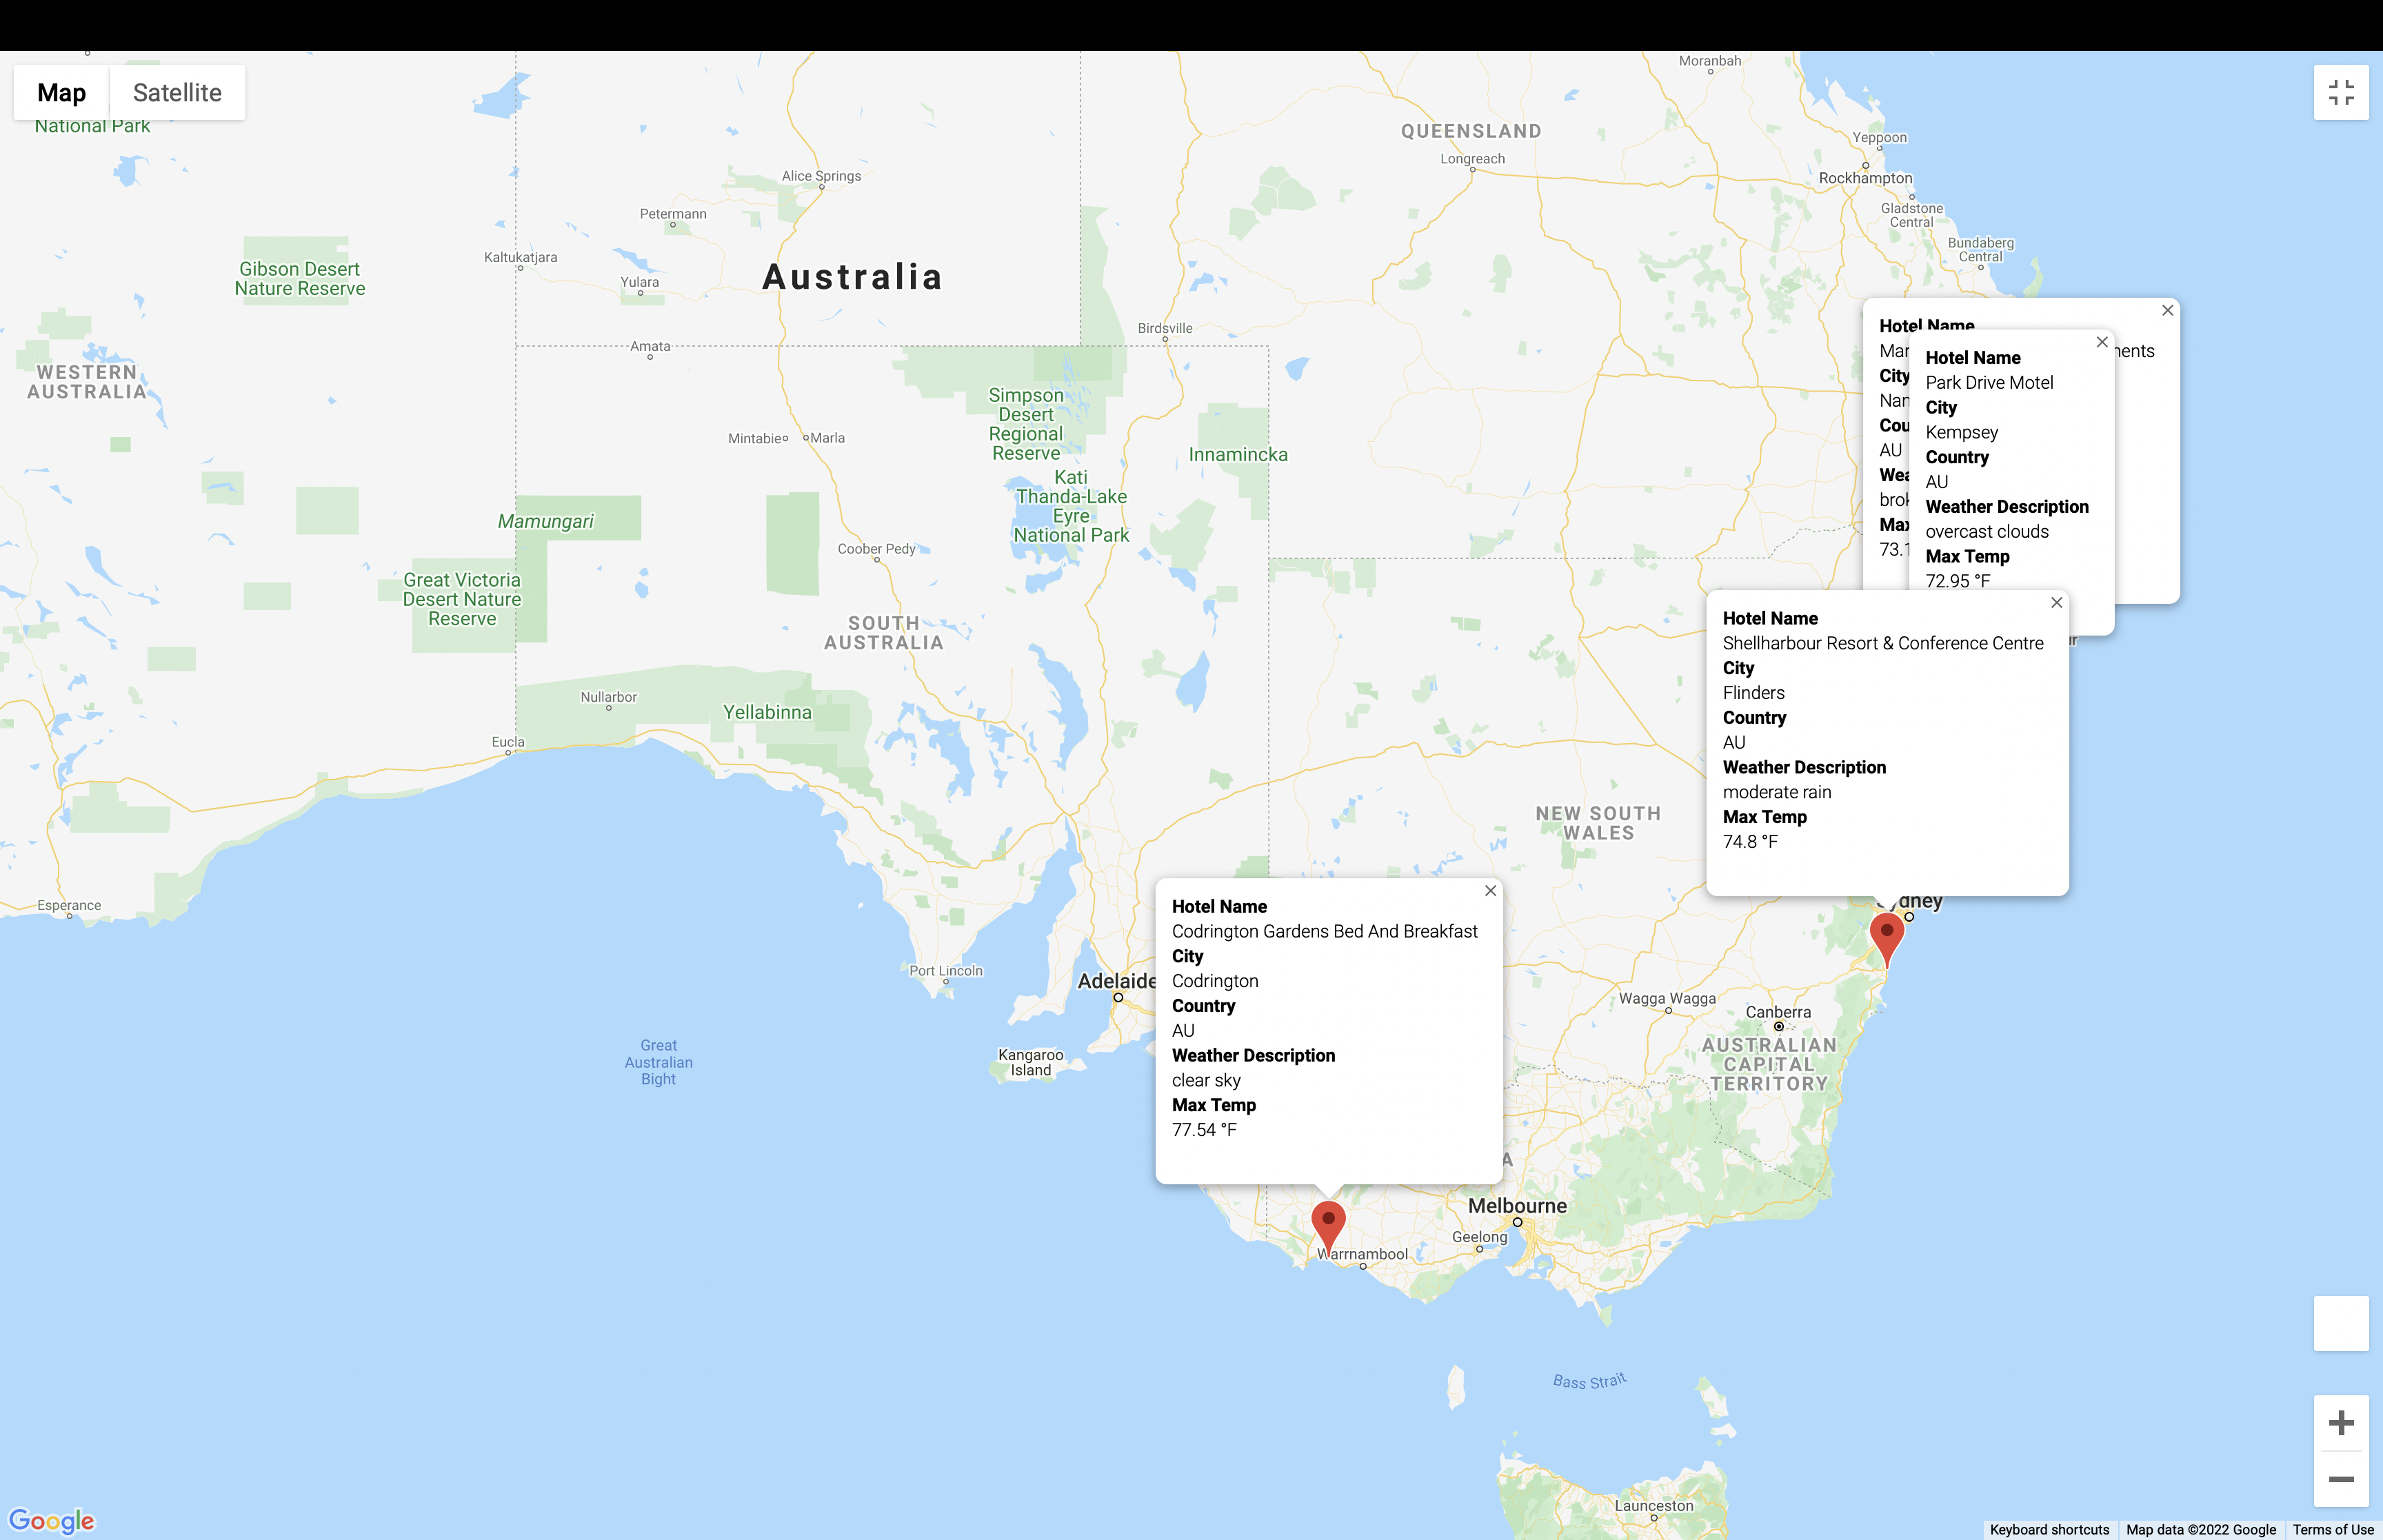 Map
Satellite
National Park
Moranbah
QUEENSLAND
Longreach
Yeppoon
Rockhampton
Gladstone
Central
Bundaberg
Central
Alice Springs
Petermann
Kaltukatjara
Yulara
Australia
Gibson Desert
Nature Reserve
Birdsville
Amata
WESTERN
AUSTRALIA
Simpson
Desert
Regional
Reserve
Mintabie
Marla
Innamincka
Kati
Thanda-Lake
Eyre
National Park
Mamungari
Coober Pedy
Great Victoria
Desert Nature
Reserve
SOUTH
AUSTRALIA
Nullarbor
Yellabinna
Eucla
Esperance
Port Lincoln
Adelaide
Kangaroo
Island
Great
Australian
Bight
NEW SOUTH
WALES
Wagga Wagga
Canberra
AUSTRALIAN
CAPITAL
TERRITORY
Melbourne
Geelong
Warrnambool
Bass Strait
Launceston
Hotel Name
City
AU
73.1
Hotel Name
Park Drive Motel
City
Kempsey
Country
AU
Weather Description
overcast clouds
Max Temp
72.95 °F
Hotel Name
Shellharbour Resort & Conference Centre
City
Flinders
Country
AU
Weather Description
moderate rain
Max Temp
74.8 °F
Sydney
Hotel Name
Codrington Gardens Bed And Breakfast
City
Codrington
Country
AU
Weather Description
clear sky
Max Temp
77.54 °F
Google
Keyboard shortcuts
Map data ©2022 Google
Terms of Use